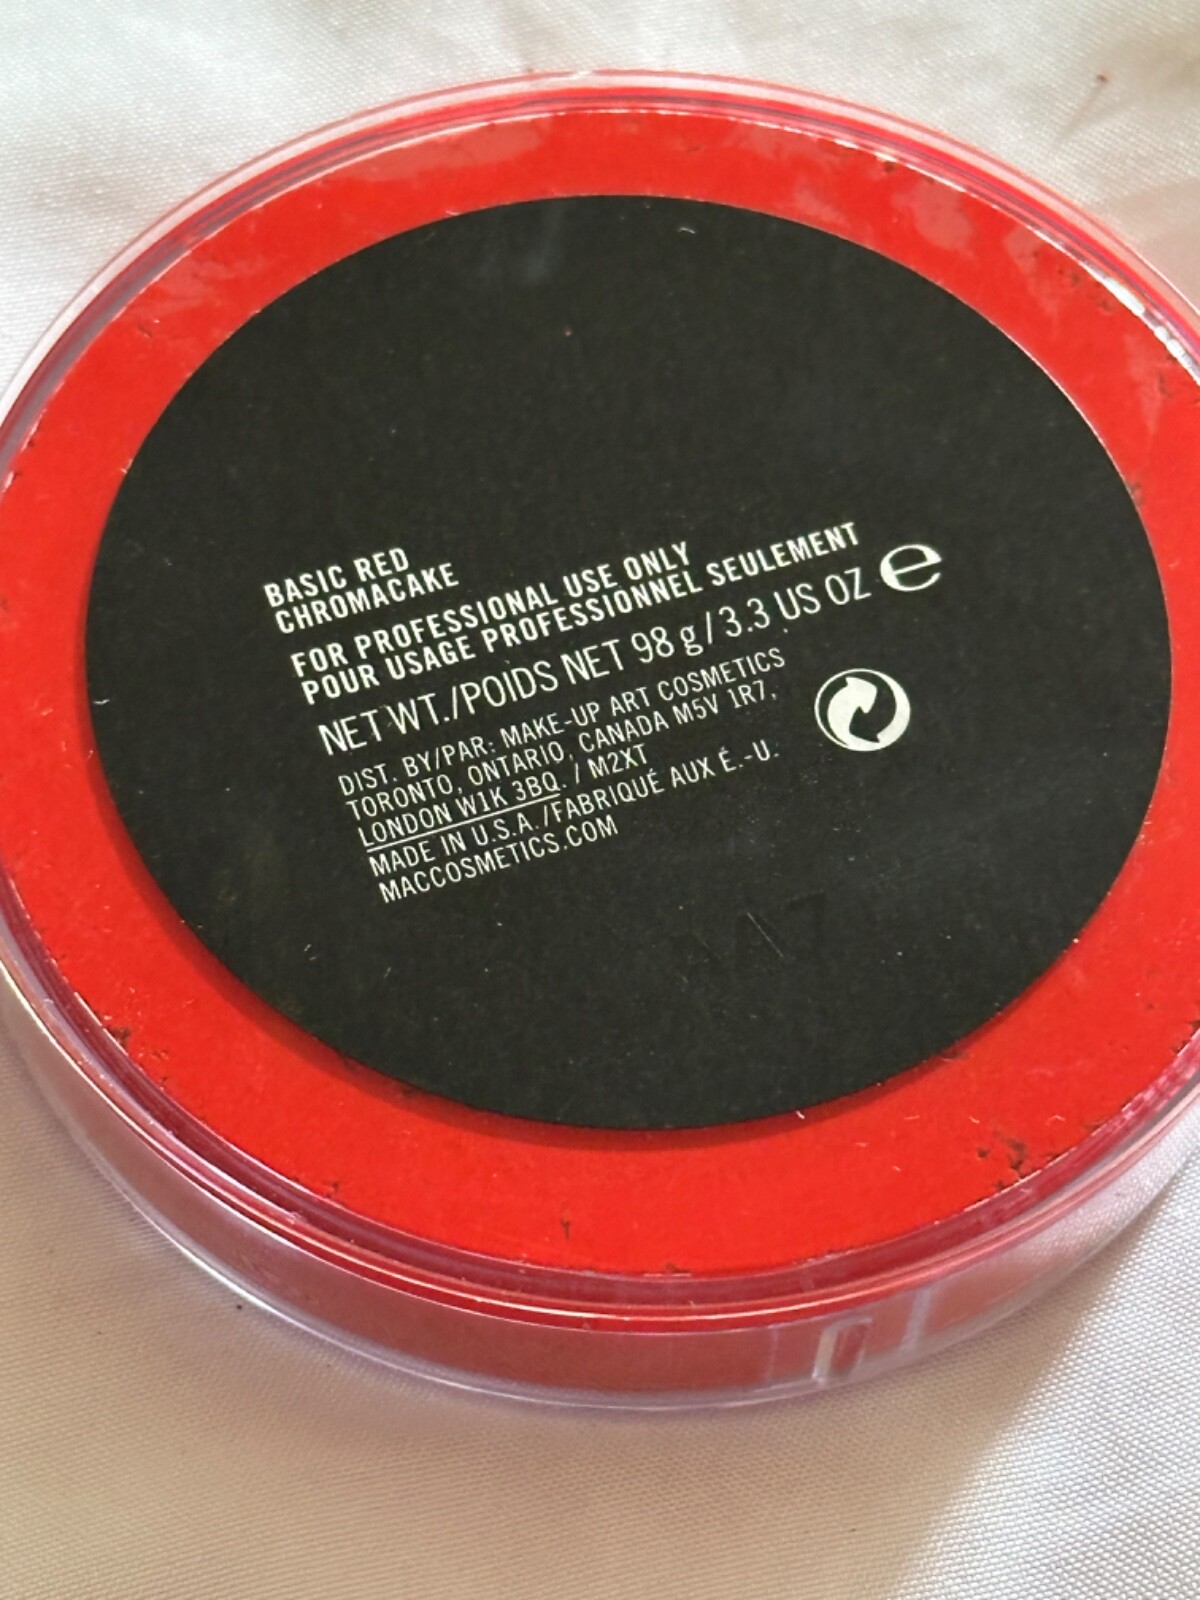 BASIC RED
CHROMACAKE
FOR PROFESSIONAL USE ONLY
POUR USAGE PROFESSIONNEL SEULEMENT
NET WT./POIDS NET 98 g/3.3 US OZ e
DIST. BY/PAR: MAKE-UP ART COSMETICS
TORONTO, ONTARIO, CANADA M5V 1R7,
LONDON W1K 3BQ. / M2XT
MADE IN U.S.A./FABRIQUÉ AUX É.-U.
MACCOSMETICS.COM